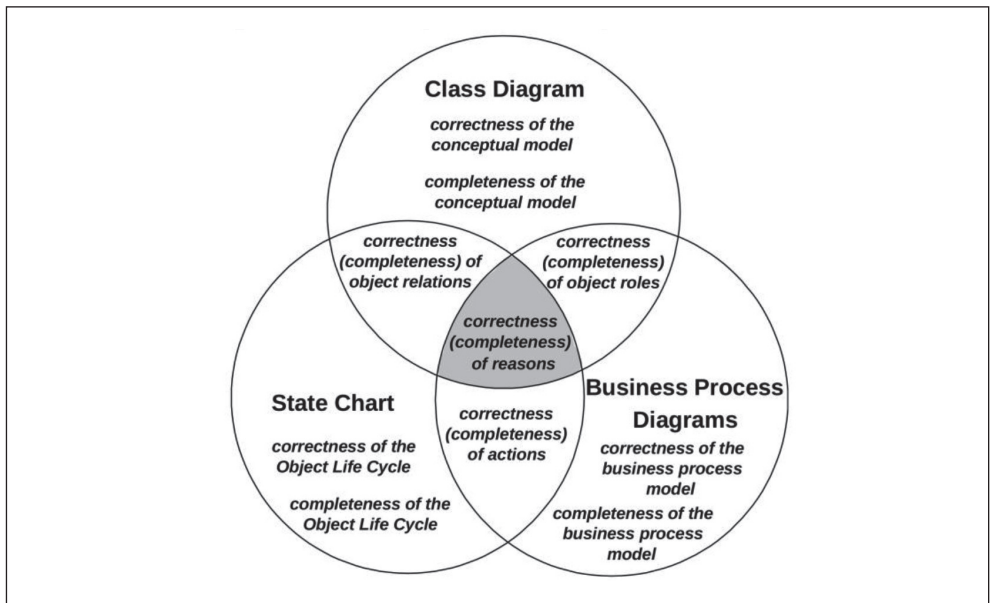 Class Diagram
correctness of the
conceptual model
completeness of the
conceptual model
correctness
(completeness) of
object relations
correctness
(completeness)
of object roles
correctness
(completeness)
of reasons
State Chart
correctness of the
Object Life Cycle
completeness of the
Object Life Cycle
correctness
(completeness)
of actions
Business Process
Diagrams
correctness of the
business process
model
completeness of the
business process
model